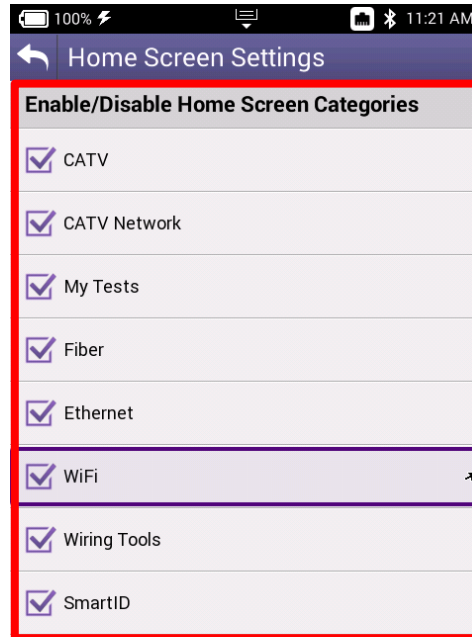 100% 11:21 AM
Home Screen Settings
Enable/Disable Home Screen Categories
CATV
CATV Network
My Tests
Fiber
Ethernet
WiFi
Wiring Tools
SmartID